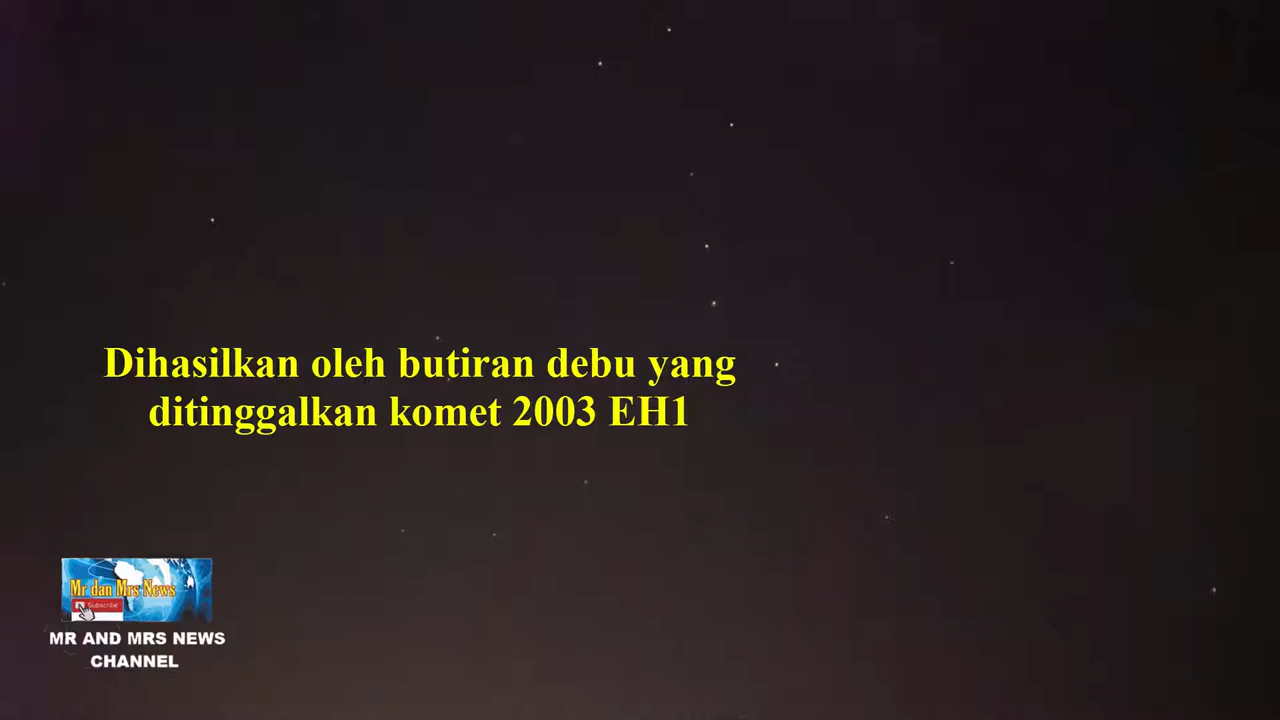 Dihasilkan oleh butiran debu yang
ditinggalkan komet 2003 EH1
Mr dan Mrs News
Subscribe
MR AND MRS NEWS
CHANNEL